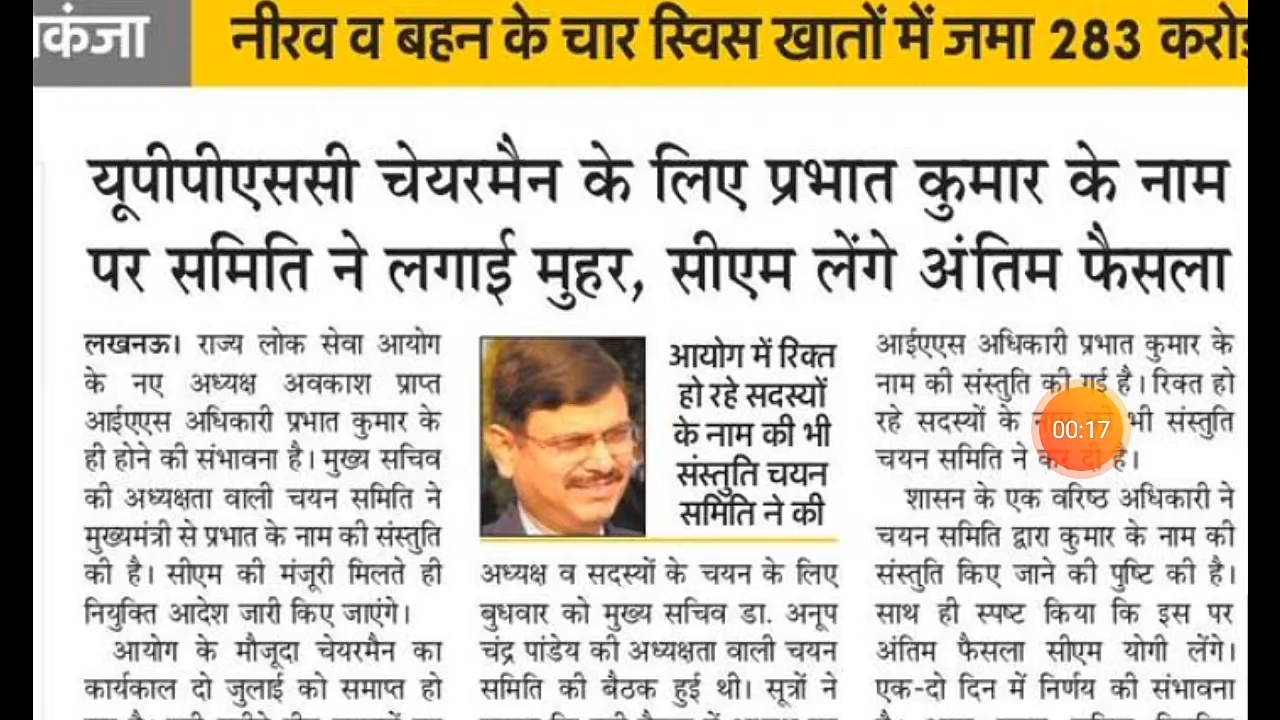 कंजा
नीरव व बहन के चार स्विस खातों में जमा 283
यूपीपीएससी चेयरमैन के लिए प्रभात कुमार के नाम
पर समिति ने लगाई मुहर, सीएम लेंगे अंतिम फैसला
लखनऊ। राज्य लोक सेवा आयोग
के नए अध्यक्ष अवकाश प्राप्त
आईएएस अधिकारी प्रभात कुमार के
ही होने की संभावना है। मुख्य सचिव
की अध्यक्षता वाली चयन समिति ने
मुख्यमंत्री से प्रभात के नाम की संस्तुति
की है। सीएम की मंजूरी मिलते ही
नियुक्ति आदेश जारी किए जाएंगे।
आयोग के मौजूदा चेयरमैन का
कार्यकाल दो जुलाई को समाप्त हो
आयोग में रिक्त
हो रहे सदस्यों
के नाम की भी
संस्तुति चयन
समिति ने की
अध्यक्ष व सदस्यों के चयन के लिए
बुधवार को मुख्य सचिव डा. अनूप
चंद्र पांडेय की अध्यक्षता वाली चयन
समिति की बैठक हुई थी। सूत्रों ने
आईएएस अधिकारी प्रभात कुमार के
नाम की संस्तुति की गई है। रिक्त हो
रहे सदस्यों के भी संस्तुति
चयन समिति ने कर दी है।
शासन के एक वरिष्ठ अधिकारी ने
चयन समिति द्वारा कुमार के नाम की
संस्तुति किए जाने की पुष्टि की है।
साथ ही स्पष्ट किया कि इस पर
अंतिम फैसला सीएम योगी लेंगे।
एक-दो दिन में निर्णय की संभावना
00:17